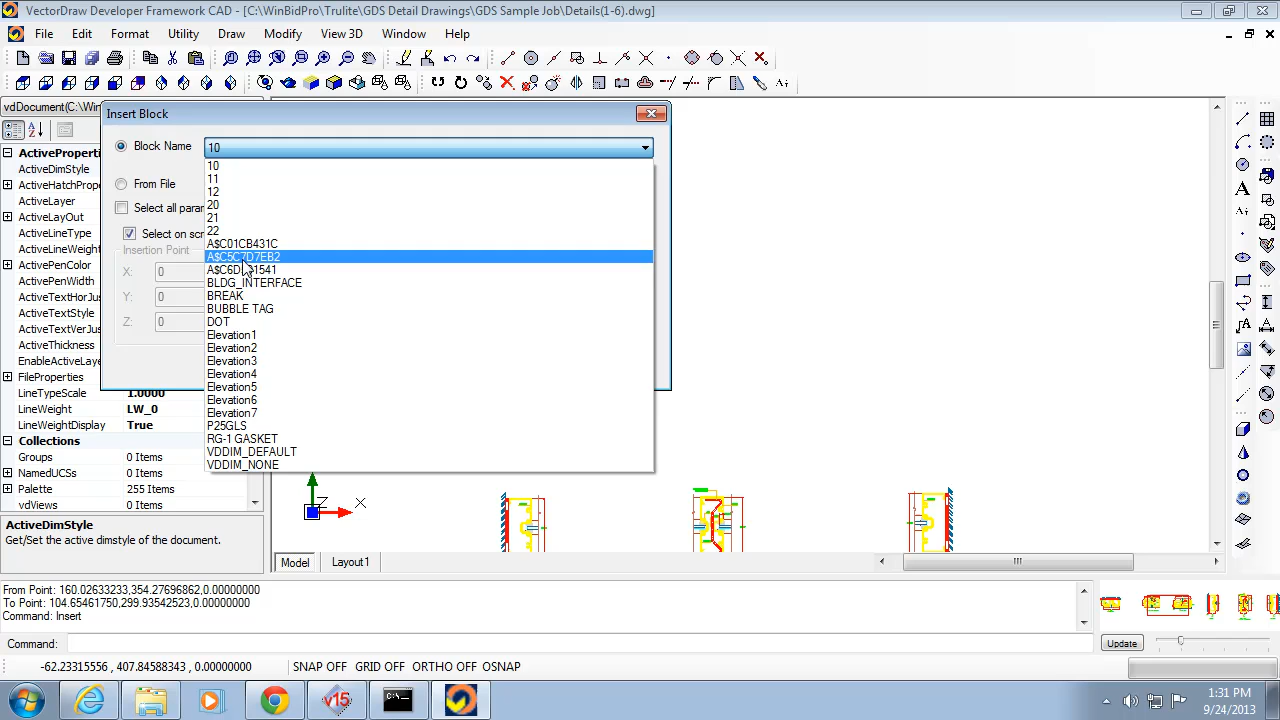 VectorDraw Developer Framework CAD - [C:\WinBidPro\Trulite\GDS Detail Drawings\GDS Sample Job\Details(1-6).dwg]
File Edit Format Utility Draw Modify View 3D Window Help
vdDocument(C:\Win
ActiveProperti
ActiveDimStyle
ActiveHatchProp
ActiveLayer
ActiveLayOut
ActiveLineType
ActiveLineWeight
ActivePenColor
ActivePenWidth
ActiveTextHorJus
ActiveTextStyle
ActiveTextVerJus
ActiveThickness
EnableActiveLaye
FileProperties
LineTypeScale 1.0000
LineWeight LW_0
LineWeightDisplay True
Collections
Groups 0 Items
NamedUCSs 0 Items
Palette 255 Items
vdViews 0 Items
ActiveDimStyle
Get/Set the active dimstyle of the document.
Insert Block
Block Name 10
From File
Select all param
Select on scr
Insertion Point
X: 0
Y: 0
Z: 0
10
11
12
20
21
22
A$C01CB431C
A$C5C7D7EB2
BLDG_INTERFACE
BREAK
BUBBLE TAG
DOT
Elevation1
Elevation2
Elevation3
Elevation4
Elevation5
Elevation6
Elevation7
P25GLS
RG-1 GASKET
VDDIM_DEFAULT
VDDIM_NONE
Z X
Model Layout1
From Point: 160.02633233,354.27696862,0.00000000
To Point: 104.65461750,299.93542523,0.00000000
Command: Insert
Command:
Update
-62.23315556 , 407.84588343 , 0.00000000 SNAP OFF GRID OFF ORTHO OFF OSNAP
v15
C:\_
1:31 PM
9/24/2013